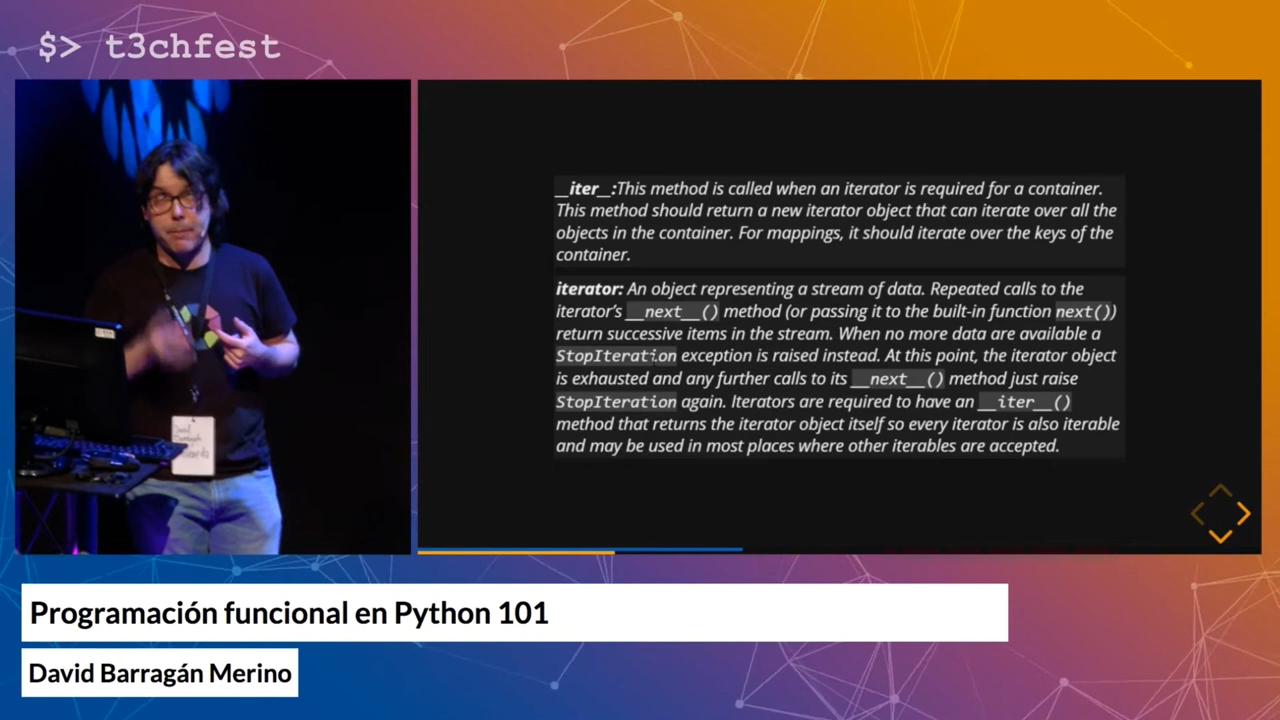 $> t3chfest
__iter__:This method is called when an iterator is required for a container.
This method should return a new iterator object that can iterate over all the
objects in the container. For mappings, it should iterate over the keys of the
container.
iterator: An object representing a stream of data. Repeated calls to the
iterator’s __next__() method (or passing it to the built-in function next())
return successive items in the stream. When no more data are available a
StopIteration exception is raised instead. At this point, the iterator object
is exhausted and any further calls to its __next__() method just raise
StopIteration again. Iterators are required to have an __iter__()
method that returns the iterator object itself so every iterator is also iterable
and may be used in most places where other iterables are accepted.
David
Programación funcional en Python 101
David Barragán Merino